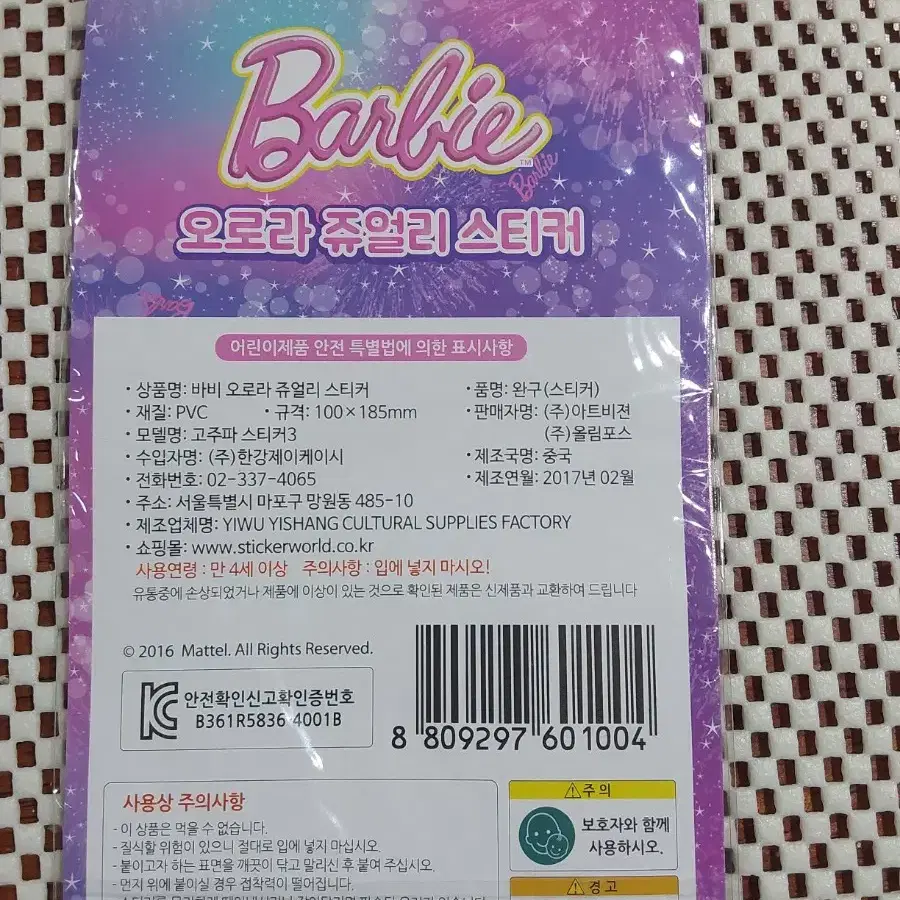 Barbie™
Barbie
오로라 쥬얼리 스티커
Barbie
어린이제품 안전 특별법에 의한 표시사항
· 상품명: 바비 오로라 쥬얼리 스티커 · 품명: 완구(스티커)
· 재질: PVC · 규격: 100×185mm · 판매자명: (주)아트비젼
· 모델명: 고주파 스티커3 (주)올림포스
· 수입자명: (주)한강제이케이시 · 제조국명: 중국
· 전화번호: 02-337-4065 · 제조연월: 2017년 02월
· 주소: 서울특별시 마포구 망원동 485-10
· 제조업체명: YIWU YISHANG CULTURAL SUPPLIES FACTORY
· 쇼핑몰: www.stickerworld.co.kr
사용연령 : 만 4세 이상 주의사항 : 입에 넣지 마시오!
유통중에 손상되었거나 제품에 이상이 있는 것으로 확인된 제품은 신제품과 교환하여 드립니다
© 2016 Mattel. All Rights Reserved.
안전확인신고확인증번호
B361R5836-4001B
8 809297 601004
사용상 주의사항
- 이 상품은 먹을 수 없습니다.
- 질식할 위험이 있으니 절대로 입에 넣지 마십시오.
- 붙이고자 하는 표면을 깨끗이 닦고 말리신 후 붙여 주십시오.
- 먼지 위에 붙이실 경우 접착력이 떨어집니다.
주의
보호자와 함께
사용하시오.
경고